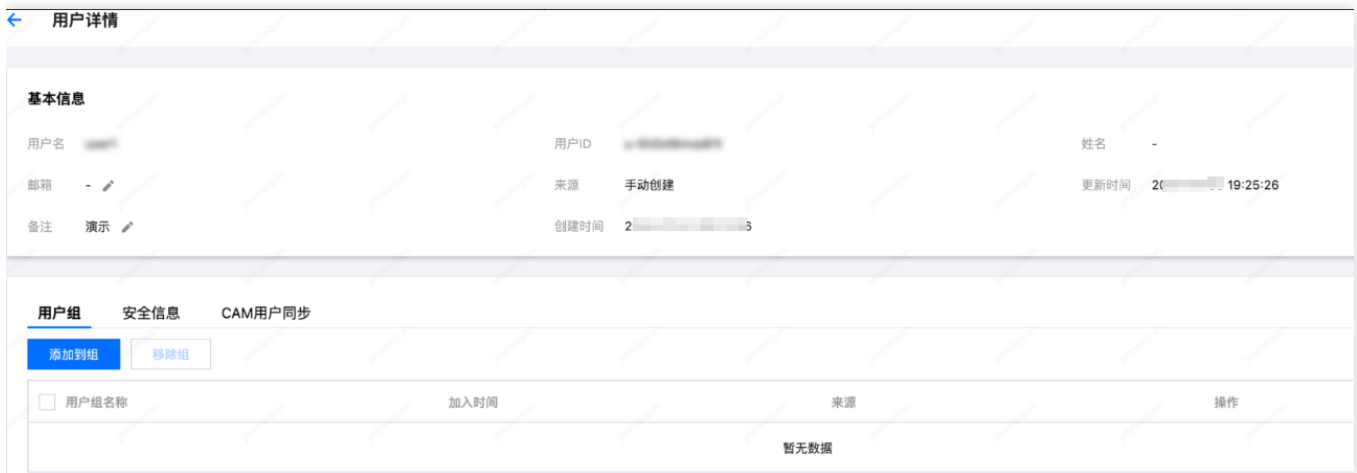 用户详情
基本信息
用户名 用户ID 姓名 -
邮箱 - 来源 手动创建 更新时间 19:25:26
备注 演示 创建时间
用户组 安全信息 CAM用户同步
添加到组 移除组
用户组名称 加入时间 来源 操作
暂无数据